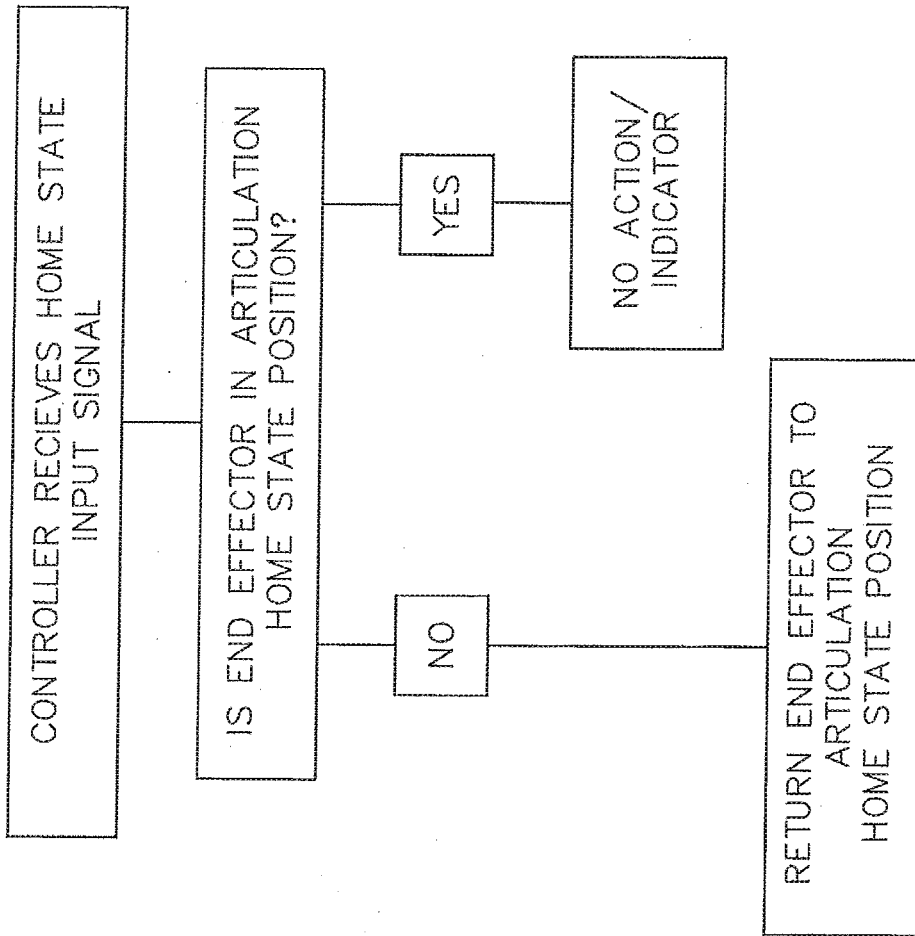 CONTROLLER RECIEVES HOME STATE
INPUT SIGNAL
IS END EFFECTOR IN ARTICULATION
HOME STATE POSITION?
NO
YES
NO ACTION/
INDICATOR
RETURN END EFFECTOR TO
ARTICULATION
HOME STATE POSITION